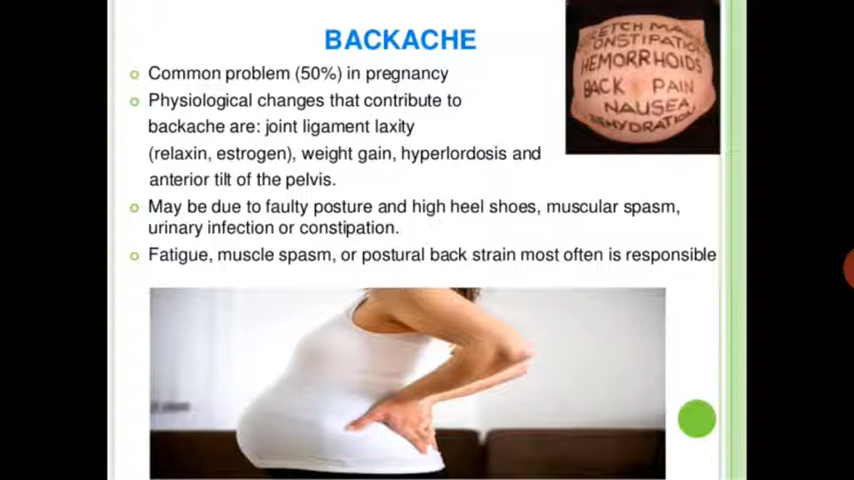 BACKACHE
Common problem (50%) in pregnancy
Physiological changes that contribute to
backache are: joint ligament laxity
(relaxin, estrogen), weight gain, hyperlordosis and
anterior tilt of the pelvis.
May be due to faulty posture and high heel shoes, muscular spasm,
urinary infection or constipation.
Fatigue, muscle spasm, or postural back strain most often is responsible
HEMORRHOIDS
BACK PAIN
NAUSEA